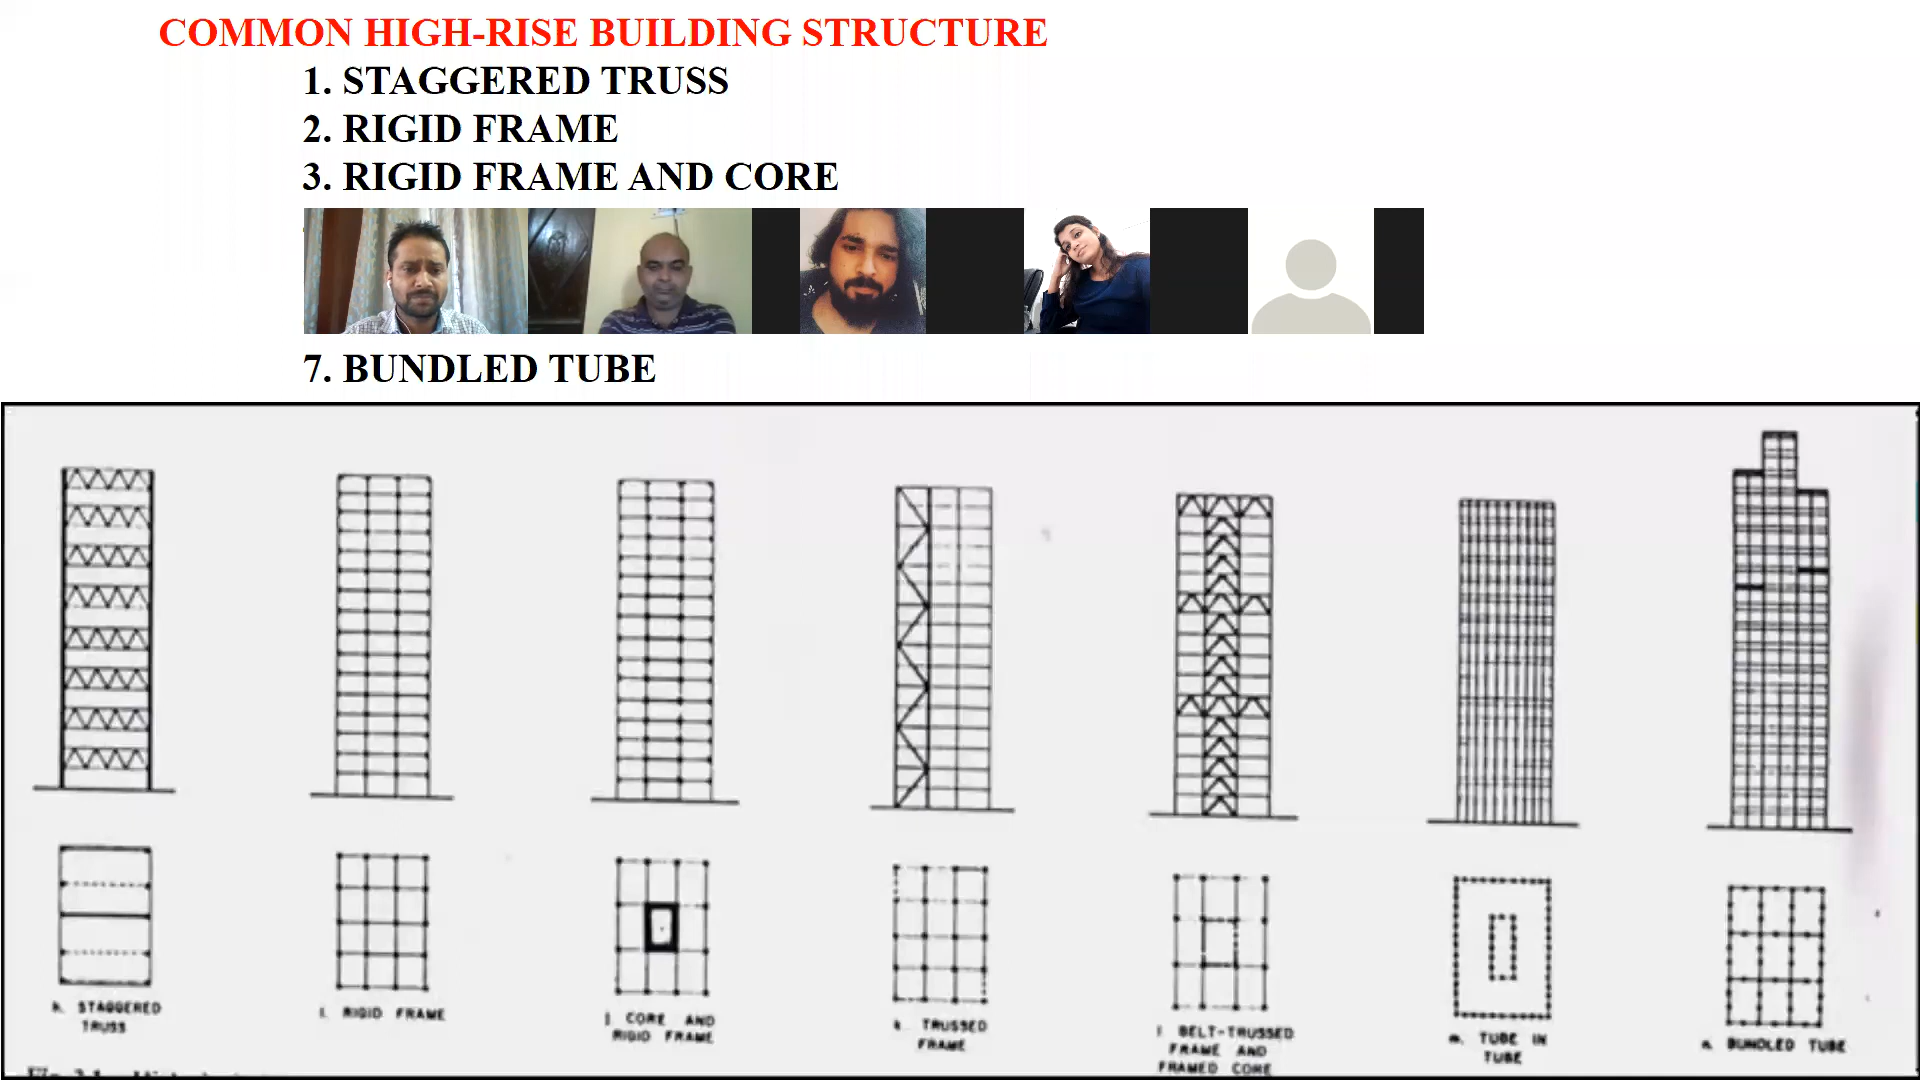 COMMON HIGH-RISE BUILDING STRUCTURE
1. STAGGERED TRUSS
2. RIGID FRAME
3. RIGID FRAME AND CORE
7. BUNDLED TUBE
h. STAGGERED
TRUSS
i. RIGID FRAME
j. CORE AND
RIGID FRAME
k. TRUSSED
FRAME
l. BELT-TRUSSED
FRAME AND
FRAMED CORE
m. TUBE IN
TUBE
n. BUNDLED TUBE